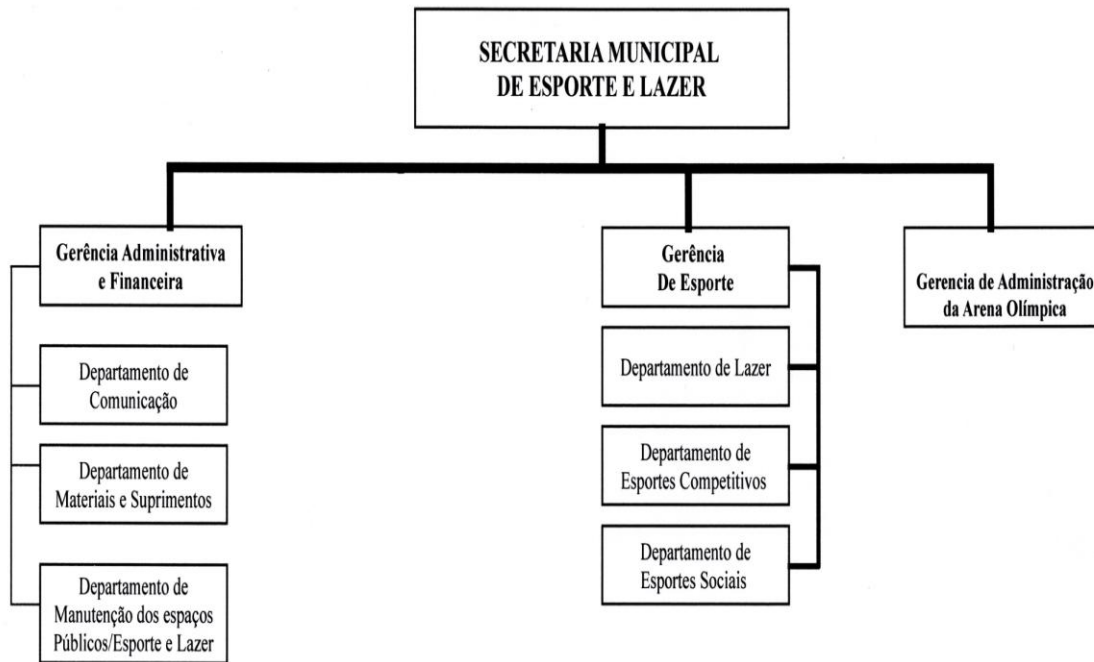 SECRETARIA MUNICIPAL
DE ESPORTE E LAZER
Gerência Administrativa
e Financeira
Departamento de
Comunicação
Departamento de
Materiais e Suprimentos
Departamento de
Manutenção dos espaços
Públicos/Esporte e Lazer
Gerência
De Esporte
Departamento de Lazer
Departamento de
Esportes Competitivos
Departamento de
Esportes Sociais
Gerencia de Administração
da Arena Olímpica